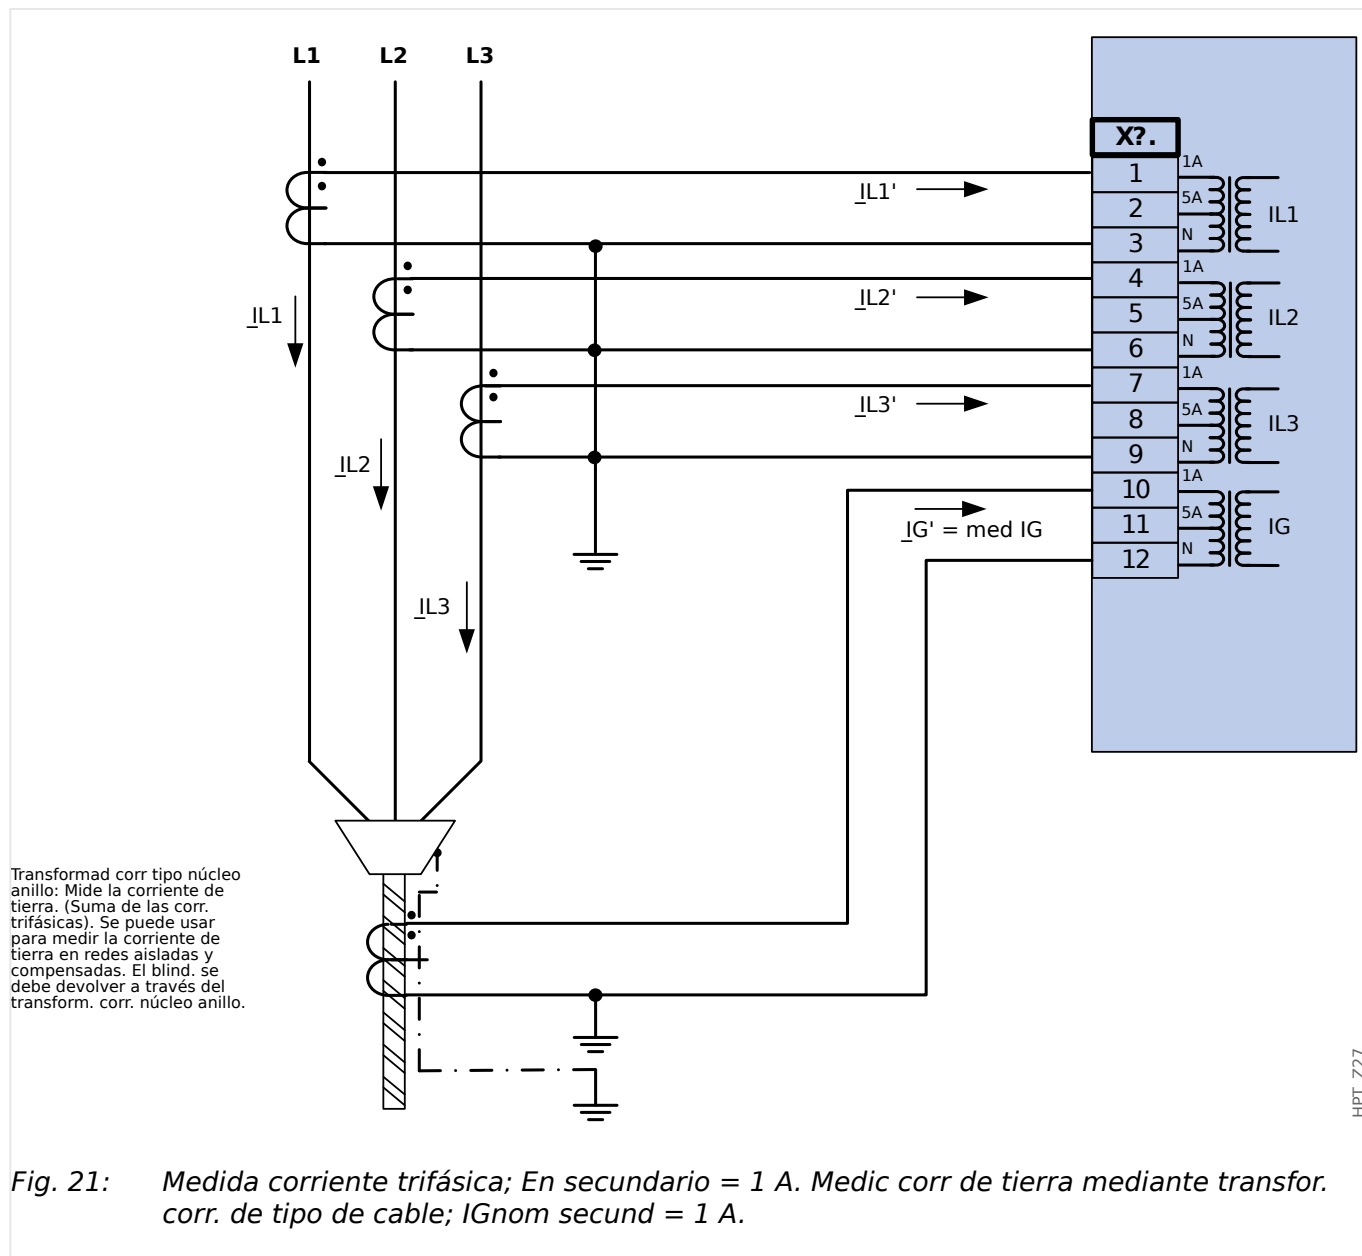 L1 L2 L3
X?.
1 1A
_IL1' 2 5A IL1
3 N
4 1A
_IL2' 5 5A IL2
_IL1
6 N
7 1A
_IL3' 8 5A IL3
9 N
_IL2
10 1A
_IG' = med IG 11 5A IG
12 N
_IL3
Transformad corr tipo núcleo
anillo: Mide la corriente de
tierra. (Suma de las corr.
trifásicas). Se puede usar
para medir la corriente de
tierra en redes aisladas y
compensadas. El blind. se
debe devolver a través del
transform. corr. núcleo anillo.
HPT_Z27
Fig. 21: Medida corriente trifásica; En secundario = 1 A. Medic corr de tierra mediante transfor.
corr. de tipo de cable; IGnom secund = 1 A.